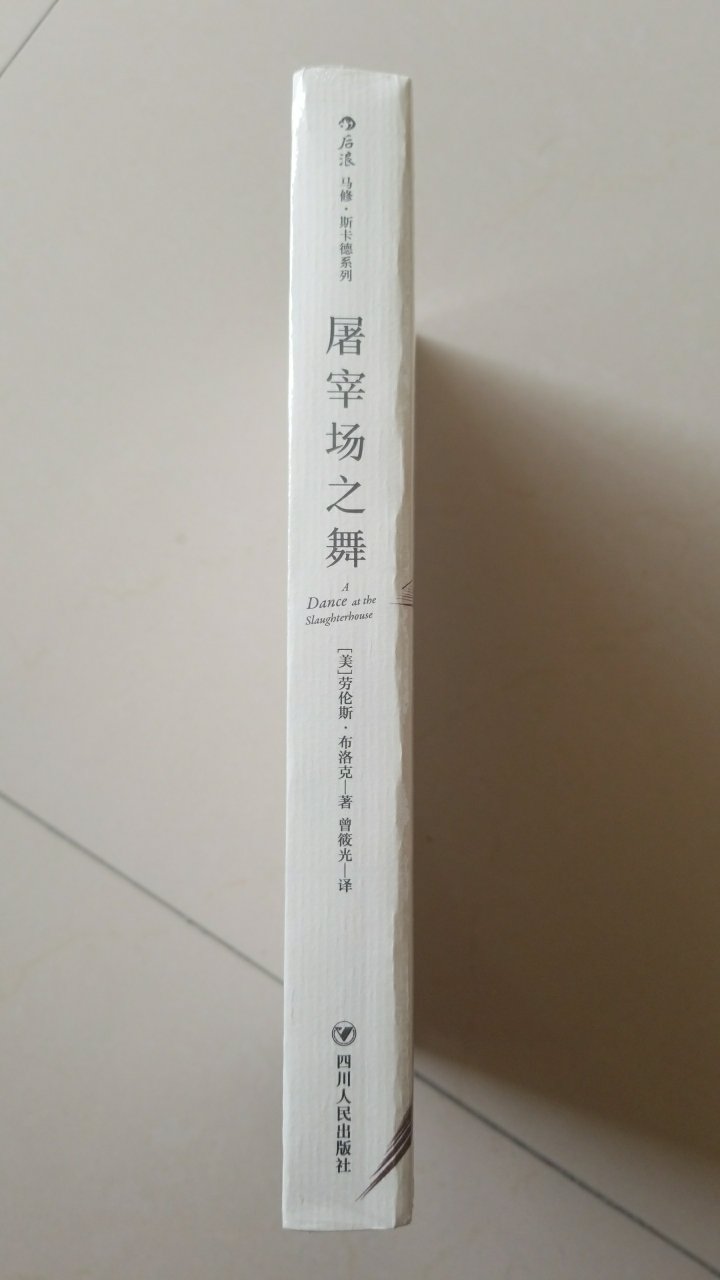 后浪
马修·斯卡德系列
屠宰场之舞
A
Dance at the
Slaughterhouse
[美]劳伦斯·布洛克—著 曾筱光—译
四川人民出版社